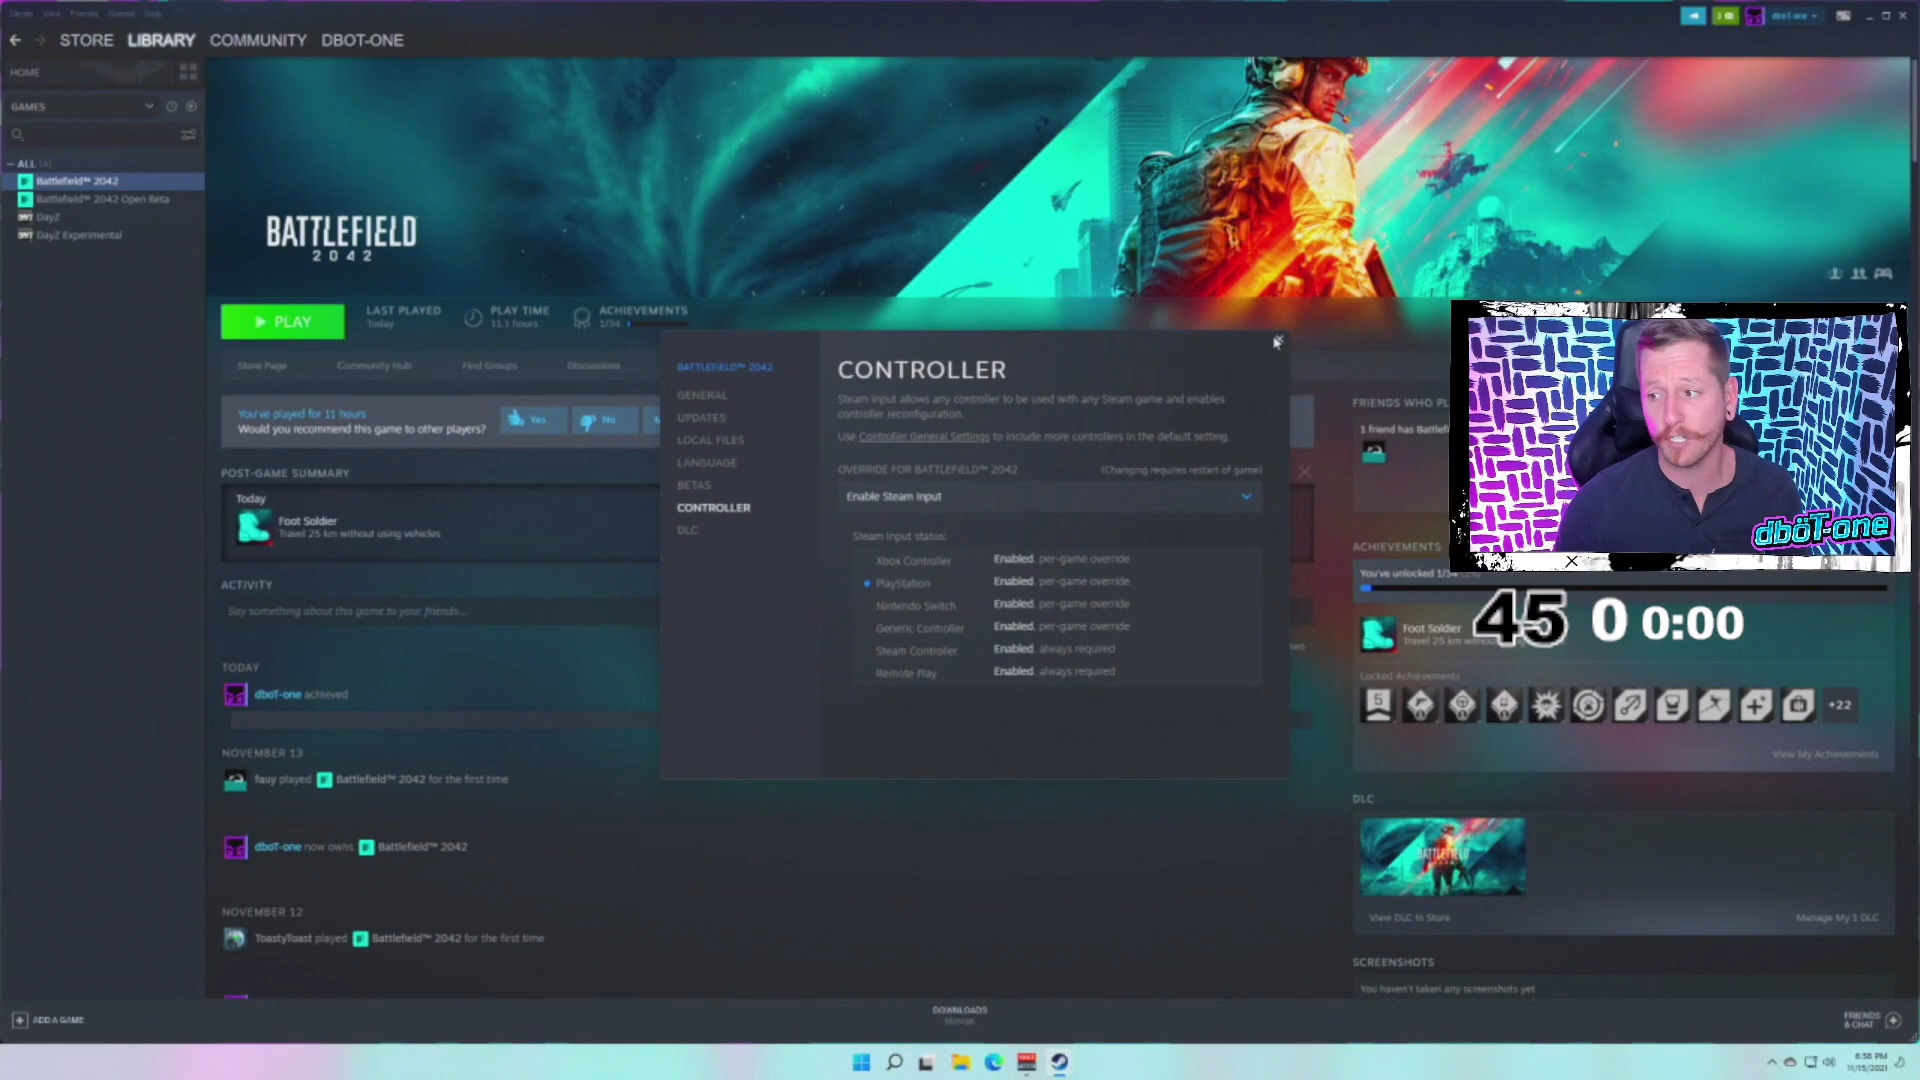 Steam View Friends Games Help
dboT-one
STORE LIBRARY COMMUNITY DBOT-ONE
HOME
GAMES
ALL (4)
Battlefield™ 2042
Battlefield™ 2042 Open Beta
DayZ
DayZ Experimental
BATTLEFIELD
2042
PLAY
LAST PLAYED
Today
PLAY TIME
11.1 hours
ACHIEVEMENTS
1/34
Store Page
Community Hub
Find Groups
Discussions
You've played for 11 hours
Would you recommend this game to other players?
Yes
No
POST-GAME SUMMARY
Today
Foot Soldier
Travel 25 km without using vehicles
ACTIVITY
Say something about this game to your friends...
TODAY
dboT-one achieved
NOVEMBER 13
fauy played Battlefield™ 2042 for the first time
dboT-one now owns Battlefield™ 2042
NOVEMBER 12
ToastyToast played Battlefield™ 2042 for the first time
BATTLEFIELD™ 2042
GENERAL
UPDATES
LOCAL FILES
LANGUAGE
BETAS
CONTROLLER
DLC
CONTROLLER
Steam Input allows any controller to be used with any Steam game and enables
controller reconfiguration.
Use Controller General Settings to include more controllers in the default setting.
OVERRIDE FOR BATTLEFIELD™ 2042 (Changing requires restart of game)
Enable Steam Input
Steam Input status:
Xbox Controller Enabled, per-game override
PlayStation Enabled, per-game override
Nintendo Switch Enabled, per-game override
Generic Controller Enabled, per-game override
Steam Controller Enabled, always required
Remote Play Enabled, always required
FRIENDS WHO PL
1 friend has Battlefi
dböT-one
ACHIEVEMENTS
You've unlocked 1/34
Foot Soldier
Travel 25 km witho
45 0 0:00
Locked Achievements
5
+22
View My Achievements
DLC
BATTLEFIELD
View DLC in Store
Manage My 1 DLC
SCREENSHOTS
You haven't taken any screenshots yet
ADD A GAME
DOWNLOADS
Manage
FRIENDS
& CHAT
6:58 PM
11/15/2021